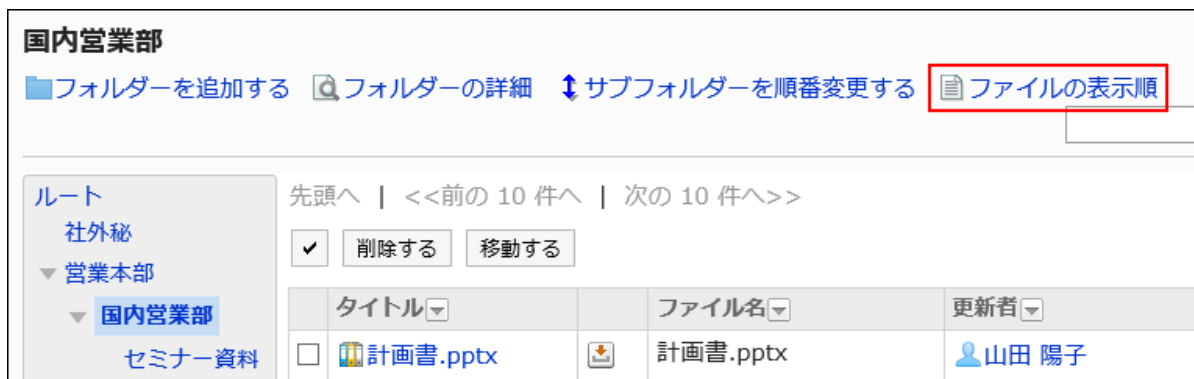 国内営業部
フォルダーを追加する フォルダーの詳細 サブフォルダーを順番変更する ファイルの表示順
ルート
社外秘
営業本部
国内営業部
セミナー資料
先頭へ | <<前の 10 件へ | 次の 10 件へ>>
削除する 移動する
タイトル ファイル名 更新者
計画書.pptx 計画書.pptx 山田 陽子